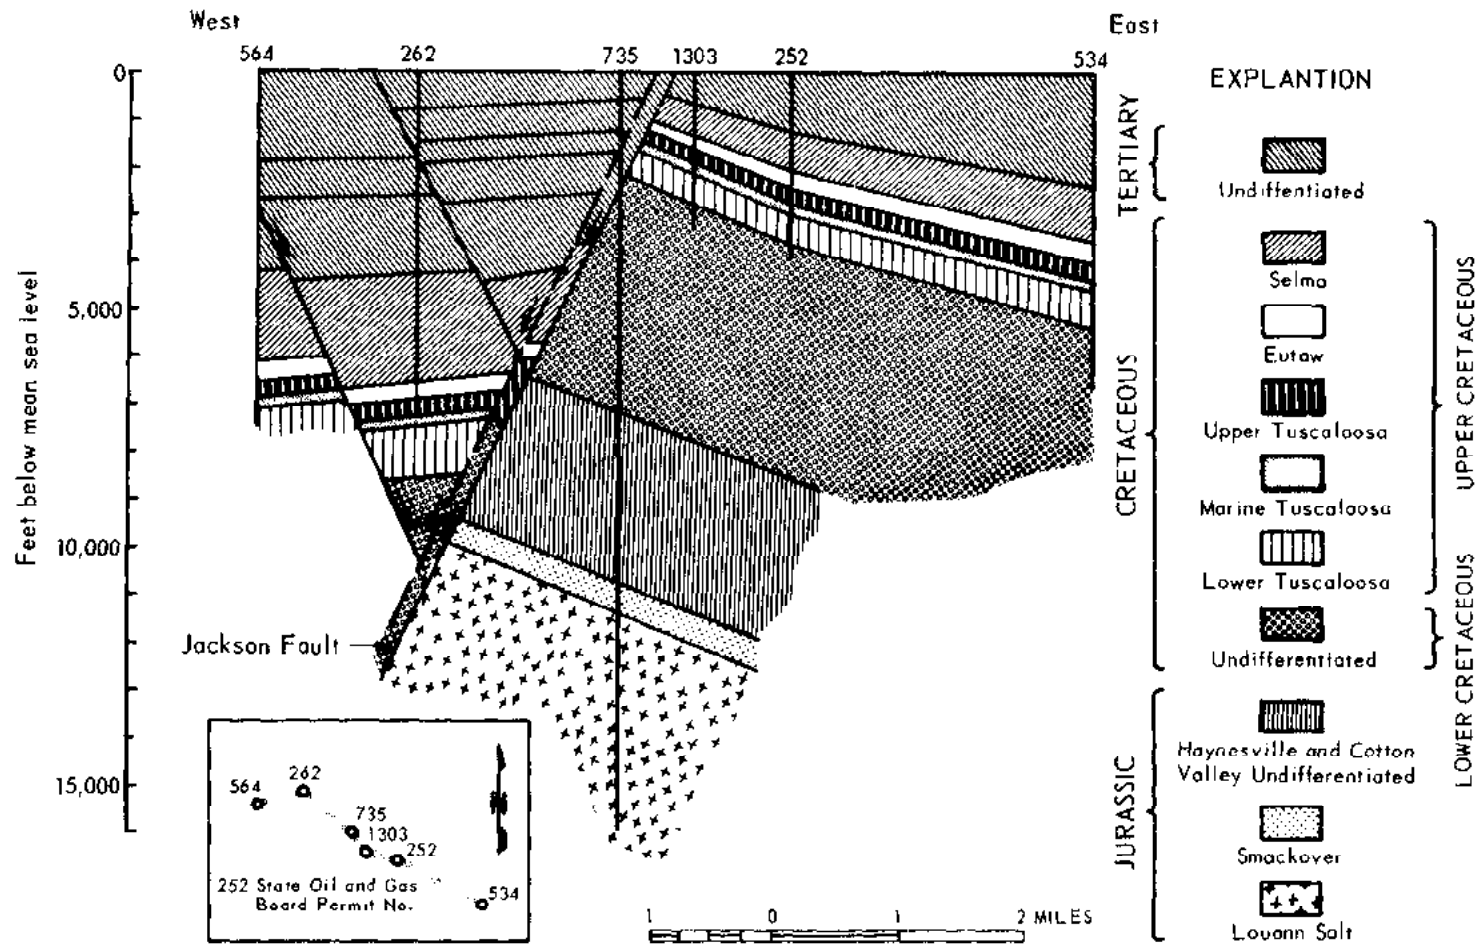 West
East
564
262
735
1303
252
534
0
5,000
10,000
15,000
Feet below mean sea level
Jackson Fault
564
262
735
1303
252
534
252 State Oil and Gas
Board Permit No.
1 0 1 2 MILES
EXPLANTION
TERTIARY
Undiffentiated
CRETACEOUS
UPPER CRETACEOUS
Selma
Eutaw
Upper Tuscaloosa
Marine Tuscaloosa
Lower Tuscaloosa
LOWER CRETACEOUS
Undifferentiated
JURASSIC
Haynesville and Cotton
Valley Undifferentiated
Smackover
Louann Salt